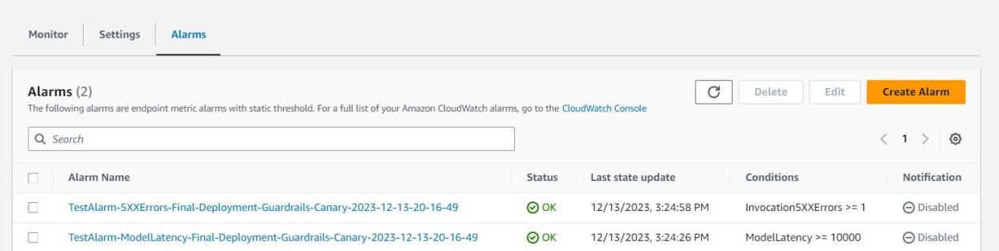 Monitor Settings Alarms
Alarms (2)
Delete Edit Create Alarm
The following alarms are endpoint metric alarms with static threshold. For a full list of your Amazon CloudWatch alarms, go to the CloudWatch Console
Search
1
Alarm Name Status Last state update Conditions Notification
TestAlarm-5XXErrors-Final-Deployment-Guardrails-Canary-2023-12-13-20-16-49 OK 12/13/2023, 3:24:58 PM Invocation5XXErrors >= 1 Disabled
TestAlarm-ModelLatency-Final-Deployment-Guardrails-Canary-2023-12-13-20-16-49 OK 12/13/2023, 3:24:26 PM ModelLatency >= 10000 Disabled